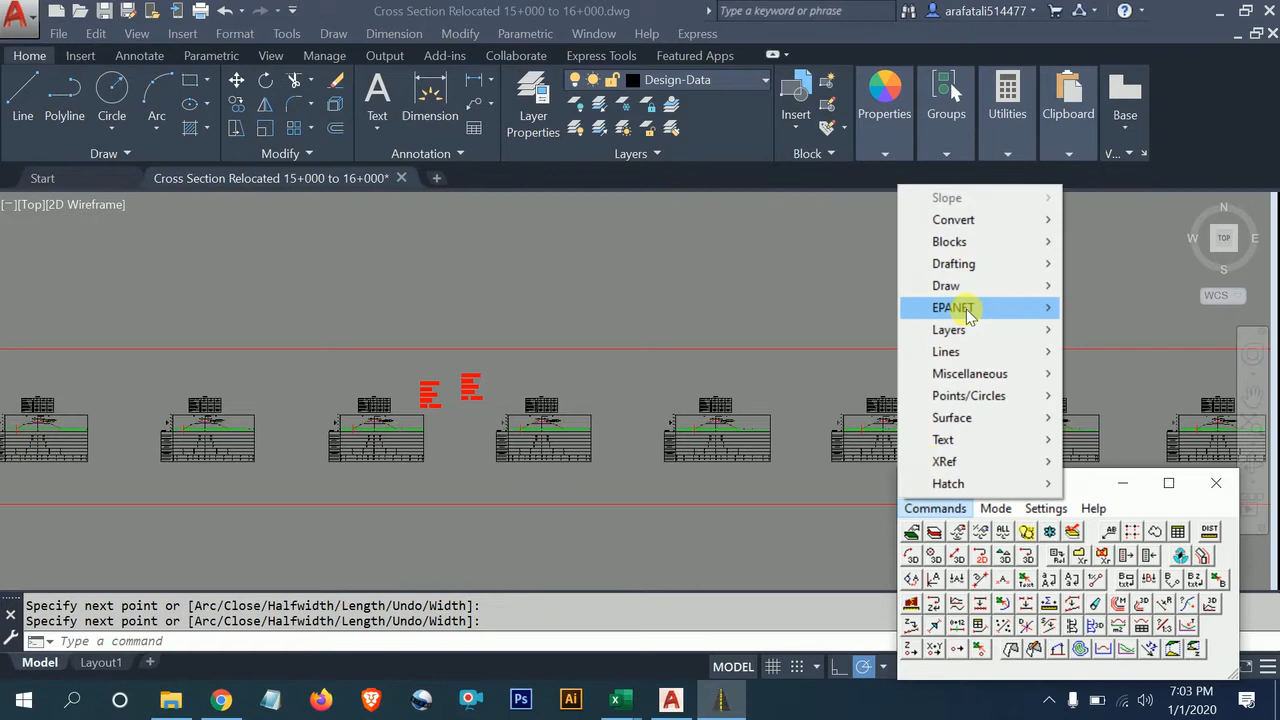 Cross Section Relocated 15+000 to 16+000.dwg
Type a keyword or phrase
arafatali514477
File Edit View Insert Format Tools Draw Dimension Modify Parametric Window Help Express
Home Insert Annotate Parametric View Manage Output Add-ins Collaborate Express Tools Featured Apps
Design-Data
Line Polyline Circle Arc Text Dimension Layer Properties Insert Properties Groups Utilities Clipboard Base
Draw Modify Annotation Layers Block V...
Start Cross Section Relocated 15+000 to 16+000*
[−][Top][2D Wireframe]
Slope
Convert
Blocks
Drafting
Draw
EPANET
Layers
Lines
Miscellaneous
Points/Circles
Surface
Text
XRef
Hatch
N
W TOP E
S
WCS
Commands Mode Settings Help
Specify next point or [Arc/Close/Halfwidth/Length/Undo/Width]:
Specify next point or [Arc/Close/Halfwidth/Length/Undo/Width]:
Type a command
Model Layout1
MODEL
7:03 PM
1/1/2020